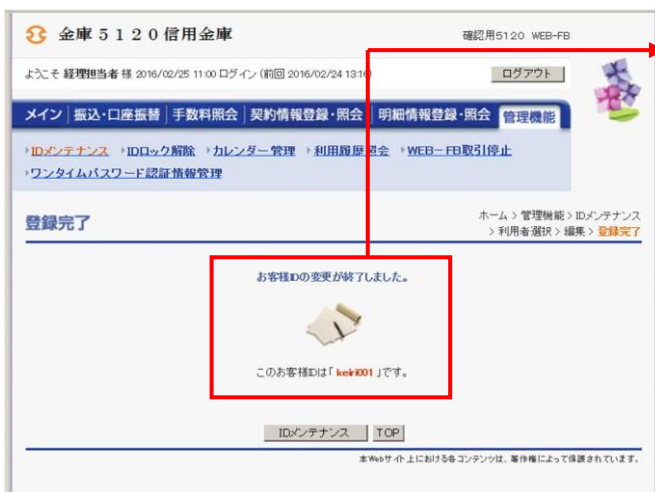 金庫５１２０信用金庫
確認用5120 WEB-FB
ようこそ 経理担当者 様 2016/02/25 11:00 ログイン (前回 2016/02/24 13:16)
ログアウト
メイン 振込・口座振替 手数料照会 契約情報登録・照会 明細情報登録・照会 管理機能
IDメンテナンス IDロック解除 カレンダー管理 利用履歴照会 WEB－FB取引停止
ワンタイムパスワード認証情報管理
登録完了
ホーム > 管理機能 > IDメンテナンス
> 利用者選択 > 編集 > 登録完了
お客様IDの変更が終了しました。
このお客様IDは「 keiri001 」です。
IDメンテナンス TOP
本Webサイト上における各コンテンツは、著作権によって保護されています。